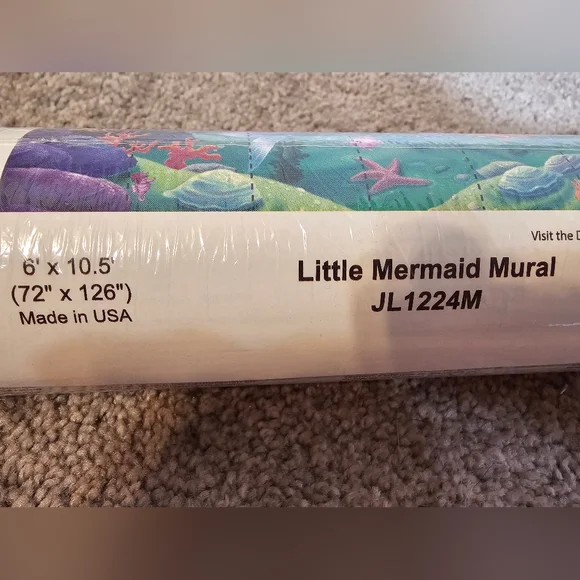 Visit the
6' x 10.5'
(72" x 126")
Made in USA
Little Mermaid Mural
JL1224M